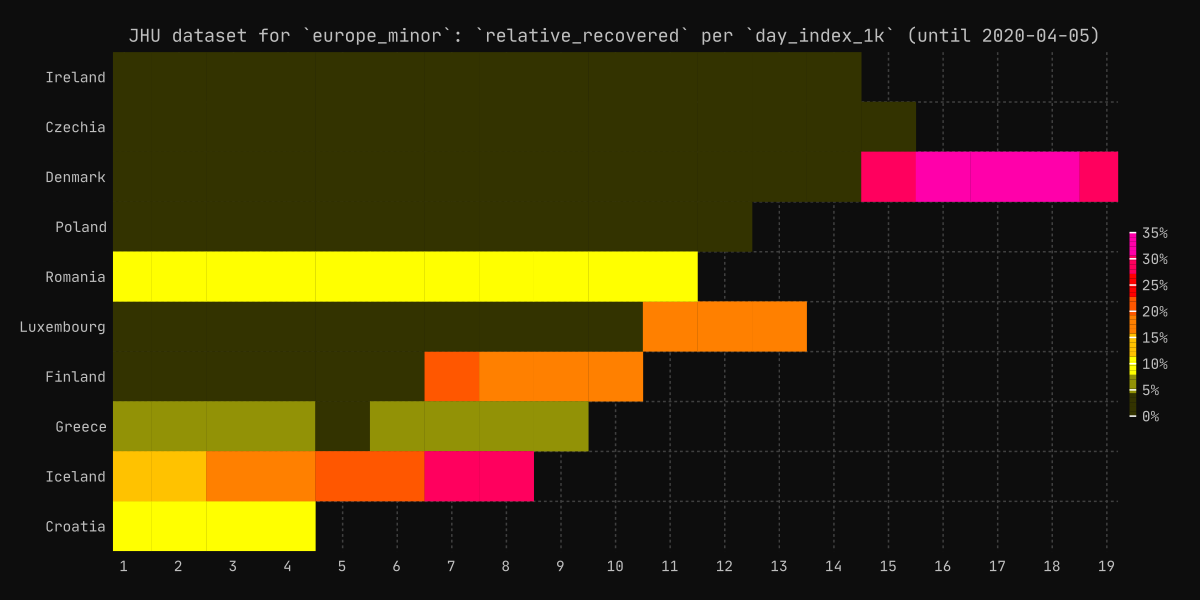 JHU dataset for `europe_minor`: `relative_recovered` per `day_index_1k` (until 2020-04-05)
Ireland
Czechia
Denmark
Poland
Romania
Luxembourg
Finland
Greece
Iceland
Croatia
35%
30%
25%
20%
15%
10%
5%
0%
1 2 3 4 5 6 7 8 9 10 11 12 13 14 15 16 17 18 19